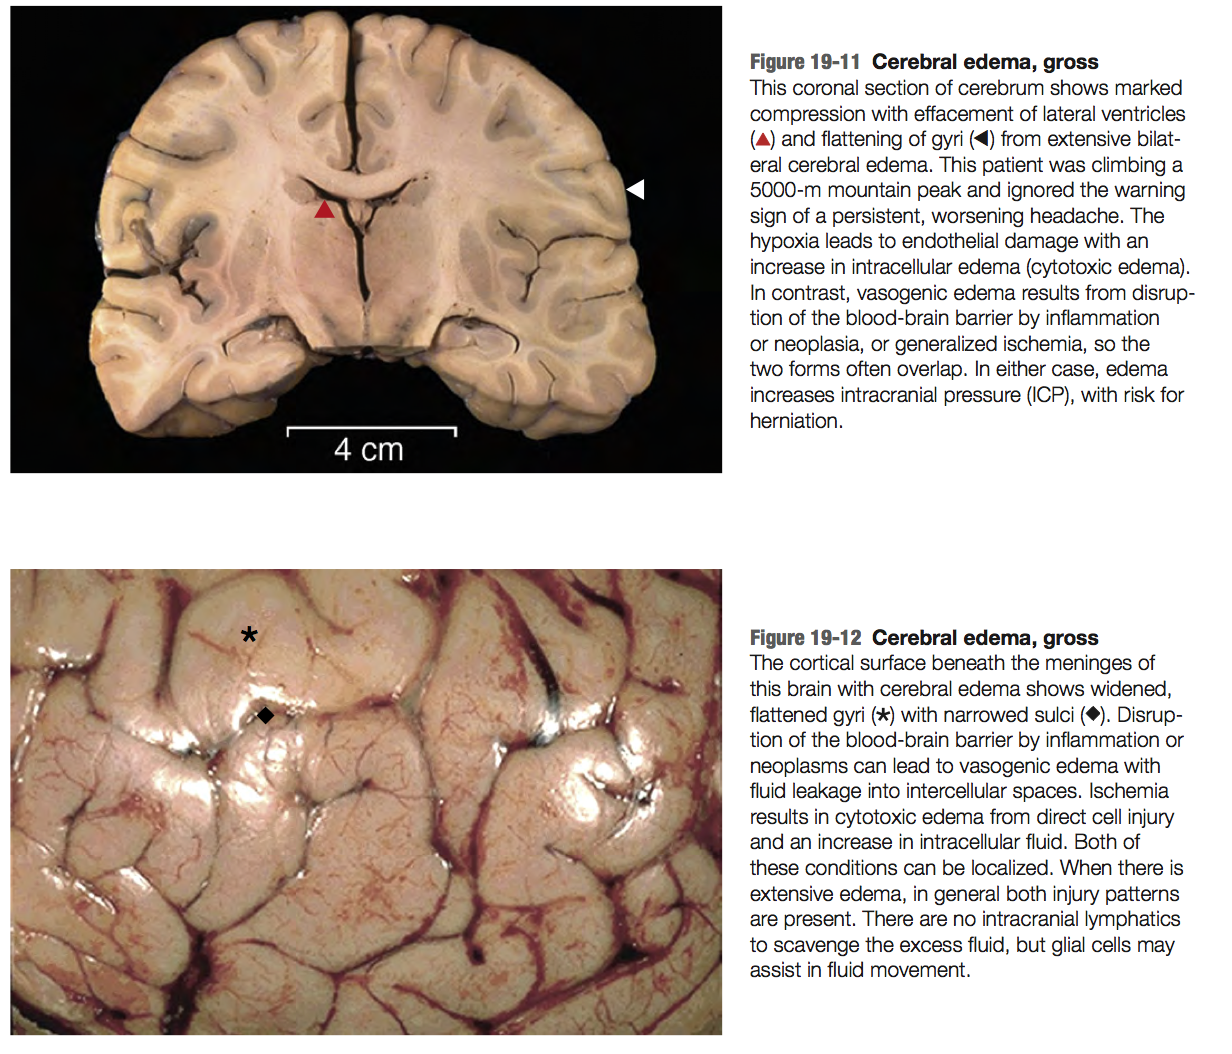 Figure 19-11 Cerebral edema, gross
This coronal section of cerebrum shows marked
compression with effacement of lateral ventricles
(▲) and flattening of gyri (◀) from extensive bilat-
eral cerebral edema. This patient was climbing a
5000-m mountain peak and ignored the warning
sign of a persistent, worsening headache. The
hypoxia leads to endothelial damage with an
increase in intracellular edema (cytotoxic edema).
In contrast, vasogenic edema results from disrup-
tion of the blood-brain barrier by inflammation
or neoplasia, or generalized ischemia, so the
two forms often overlap. In either case, edema
increases intracranial pressure (ICP), with risk for
herniation.
4 cm
Figure 19-12 Cerebral edema, gross
The cortical surface beneath the meninges of
this brain with cerebral edema shows widened,
flattened gyri (*) with narrowed sulci (◆). Disrup-
tion of the blood-brain barrier by inflammation or
neoplasms can lead to vasogenic edema with
fluid leakage into intercellular spaces. Ischemia
results in cytotoxic edema from direct cell injury
and an increase in intracellular fluid. Both of
these conditions can be localized. When there is
extensive edema, in general both injury patterns
are present. There are no intracranial lymphatics
to scavenge the excess fluid, but glial cells may
assist in fluid movement.